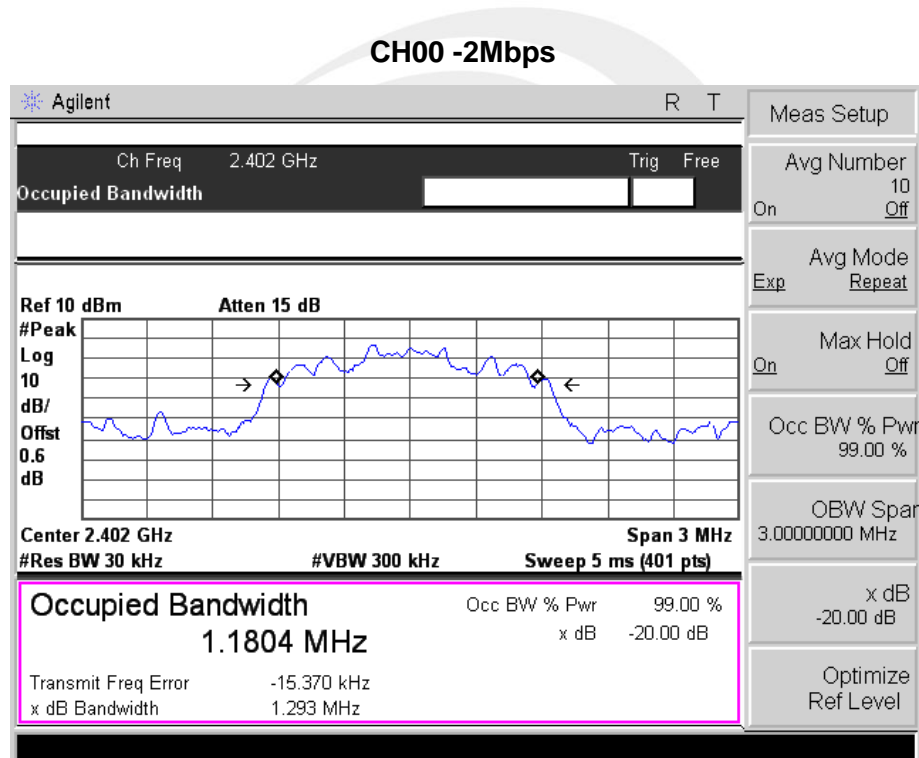 CH00 -2Mbps
Agilent R T
Ch Freq 2.402 GHz Trig Free
Occupied Bandwidth
Ref 10 dBm Atten 15 dB
#Peak
Log
10
dB/
Offst
0.6
dB
Center 2.402 GHz Span 3 MHz
#Res BW 30 kHz #VBW 300 kHz Sweep 5 ms (401 pts)
Occupied Bandwidth Occ BW % Pwr 99.00 %
1.1804 MHz x dB -20.00 dB
Transmit Freq Error -15.370 kHz
x dB Bandwidth 1.293 MHz
Meas Setup
Avg Number
10
On Off
Avg Mode
Exp Repeat
Max Hold
On Off
Occ BW % Pwr
99.00 %
OBW Span
3.00000000 MHz
x dB
-20.00 dB
Optimize
Ref Level